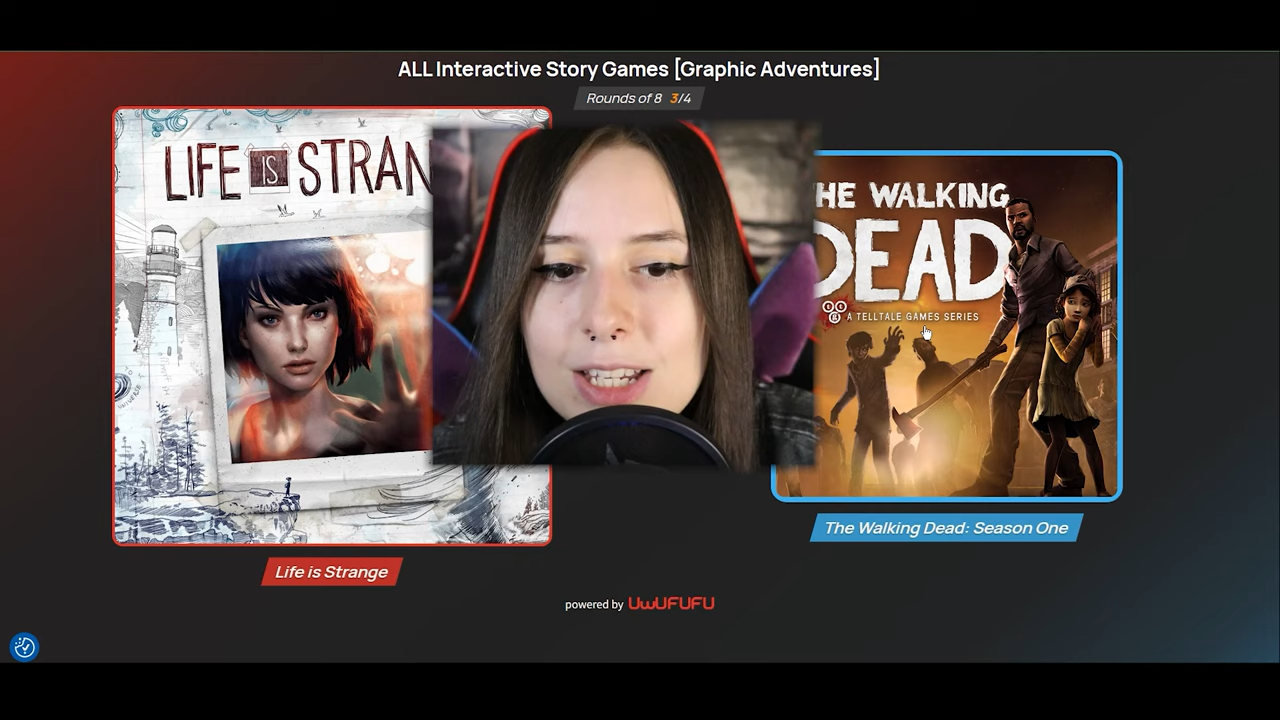 ALL Interactive Story Games [Graphic Adventures]
Rounds of 8 3/4
LIFE IS STRAN
HE WALKING
DEAD
A TELLTALE GAMES SERIES
The Walking Dead: Season One
Life is Strange
powered by UwUFUFU